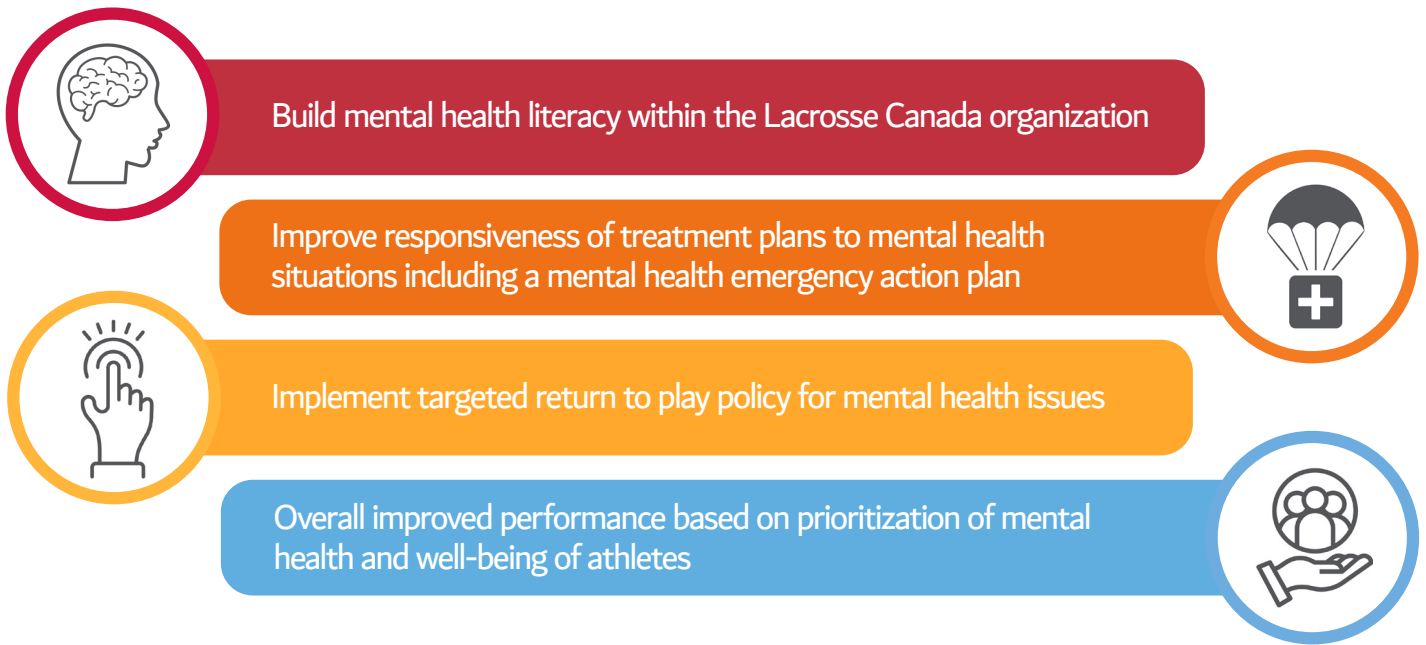 Build mental health literacy within the Lacrosse Canada organization
Improve responsiveness of treatment plans to mental health
situations including a mental health emergency action plan
Implement targeted return to play policy for mental health issues
Overall improved performance based on prioritization of mental
health and well-being of athletes